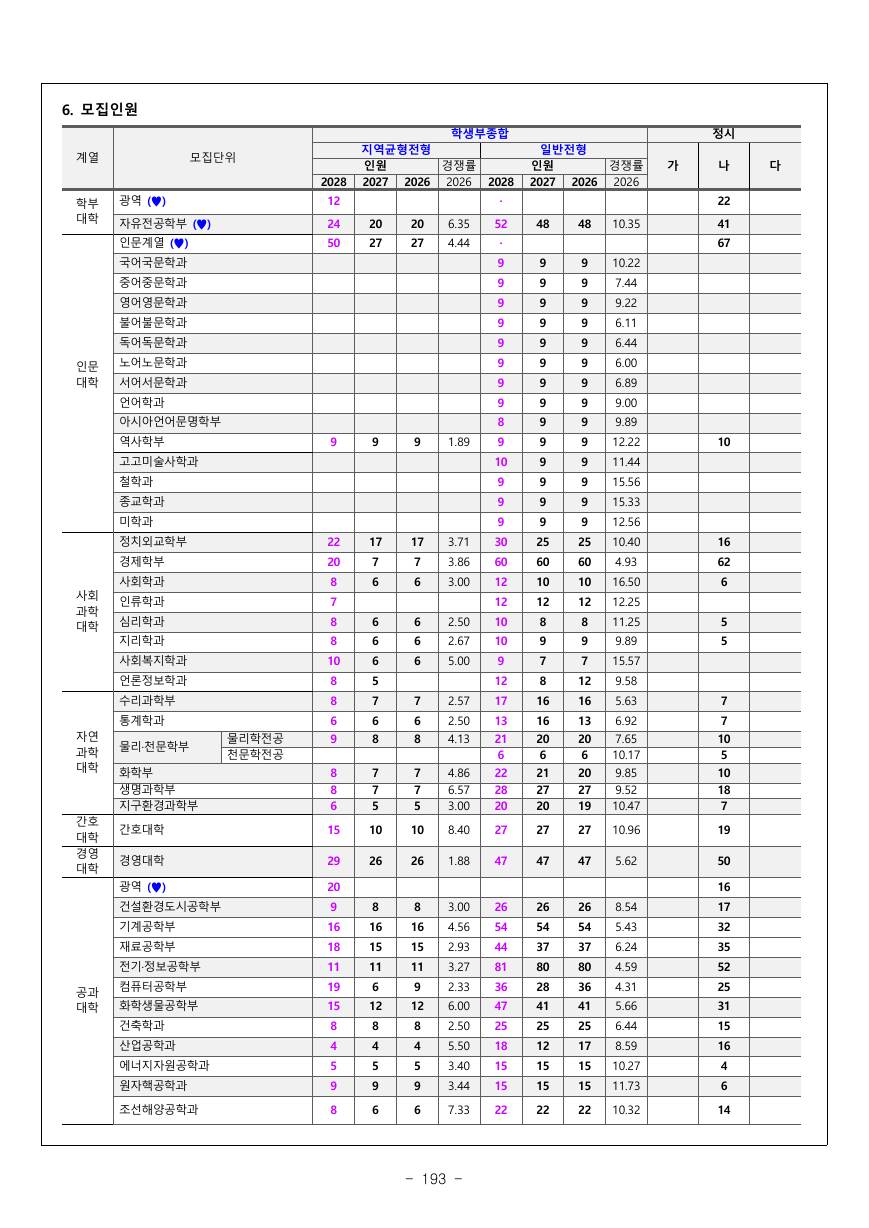 6. 모집인원
계열 모집단위 학생부종합 정시
지역균형전형 일반전형 가 나 다
인원 경쟁률 인원 경쟁률
2028 2027 2026 2026 2028 2027 2026 2026
학부대학 광역 (♥) 12 · 22
자유전공학부 (♥) 24 20 20 6.35 52 48 48 10.35 41
인문대학 인문계열 (♥) 50 27 27 4.44 · 67
국어국문학과 9 9 9 10.22
중어중문학과 9 9 9 7.44
영어영문학과 9 9 9 9.22
불어불문학과 9 9 9 6.11
독어독문학과 9 9 9 6.44
노어노문학과 9 9 9 6.00
서어서문학과 9 9 9 6.89
언어학과 9 9 9 9.00
아시아언어문명학부 8 9 9 9.89
역사학부 9 9 9 1.89 9 9 9 12.22 10
고고미술사학과 10 9 9 11.44
철학과 9 9 9 15.56
종교학과 9 9 9 15.33
미학과 9 9 9 12.56
사회과학대학 정치외교학부 22 17 17 3.71 30 25 25 10.40 16
경제학부 20 7 7 3.86 60 60 60 4.93 62
사회학과 8 6 6 3.00 12 10 10 16.50 6
인류학과 7 12 12 12 12.25
심리학과 8 6 6 2.50 10 8 8 11.25 5
지리학과 8 6 6 2.67 10 9 9 9.89 5
사회복지학과 10 6 6 5.00 9 7 7 15.57
언론정보학과 8 5 12 8 12 9.58
자연과학대학 수리과학부 8 7 7 2.57 17 16 16 5.63 7
통계학과 6 6 6 2.50 13 16 13 6.92 7
물리·천문학부 물리학전공 9 8 8 4.13 21 20 20 7.65 10
천문학전공 6 6 6 10.17 5
화학부 8 7 7 4.86 22 21 20 9.85 10
생명과학부 8 7 7 6.57 28 27 27 9.52 18
지구환경과학부 6 5 5 3.00 20 20 19 10.47 7
간호대학 간호대학 15 10 10 8.40 27 27 27 10.96 19
경영대학 경영대학 29 26 26 1.88 47 47 47 5.62 50
공과대학 광역 (♥) 20 16
건설환경도시공학부 9 8 8 3.00 26 26 26 8.54 17
기계공학부 16 16 16 4.56 54 54 54 5.43 32
재료공학부 18 15 15 2.93 44 37 37 6.24 35
전기·정보공학부 11 11 11 3.27 81 80 80 4.59 52
컴퓨터공학부 19 6 9 2.33 36 28 36 4.31 25
화학생물공학부 15 12 12 6.00 47 41 41 5.66 31
건축학과 8 8 8 2.50 25 25 25 6.44 15
산업공학과 4 4 4 5.50 18 12 17 8.59 16
에너지자원공학과 5 5 5 3.40 15 15 15 10.27 4
원자핵공학과 9 9 9 3.44 15 15 15 11.73 6
조선해양공학과 8 6 6 7.33 22 22 22 10.32 14
- 193 -